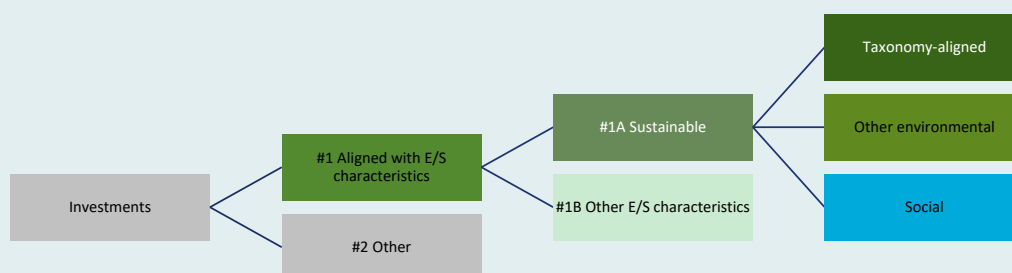 Taxonomy-aligned
#1A Sustainable
Other environmental
#1 Aligned with E/S
characteristics
Investments
#1B Other E/S characteristics
Social
#2 Other